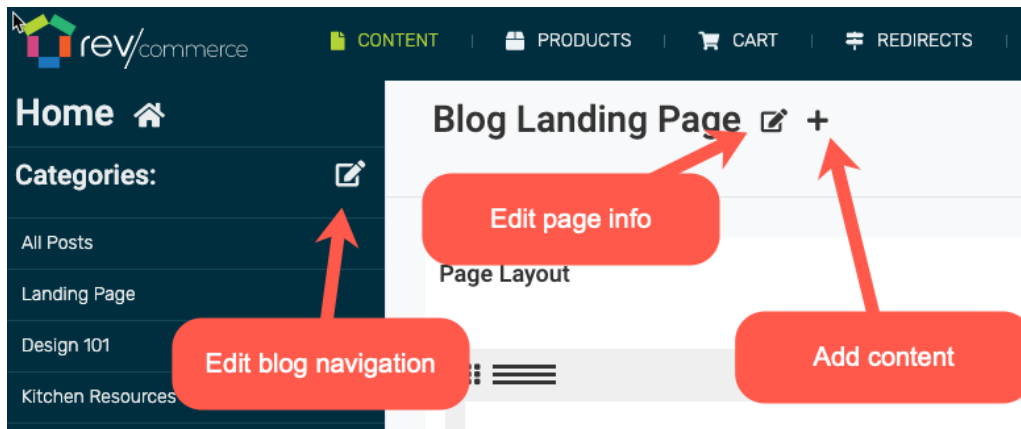 rev/commerce
CONTENT | PRODUCTS | CART | REDIRECTS |
Home
Categories:
All Posts
Landing Page
Design 101
Kitchen Resources
Edit blog navigation
Blog Landing Page +
Edit page info
Page Layout
Add content